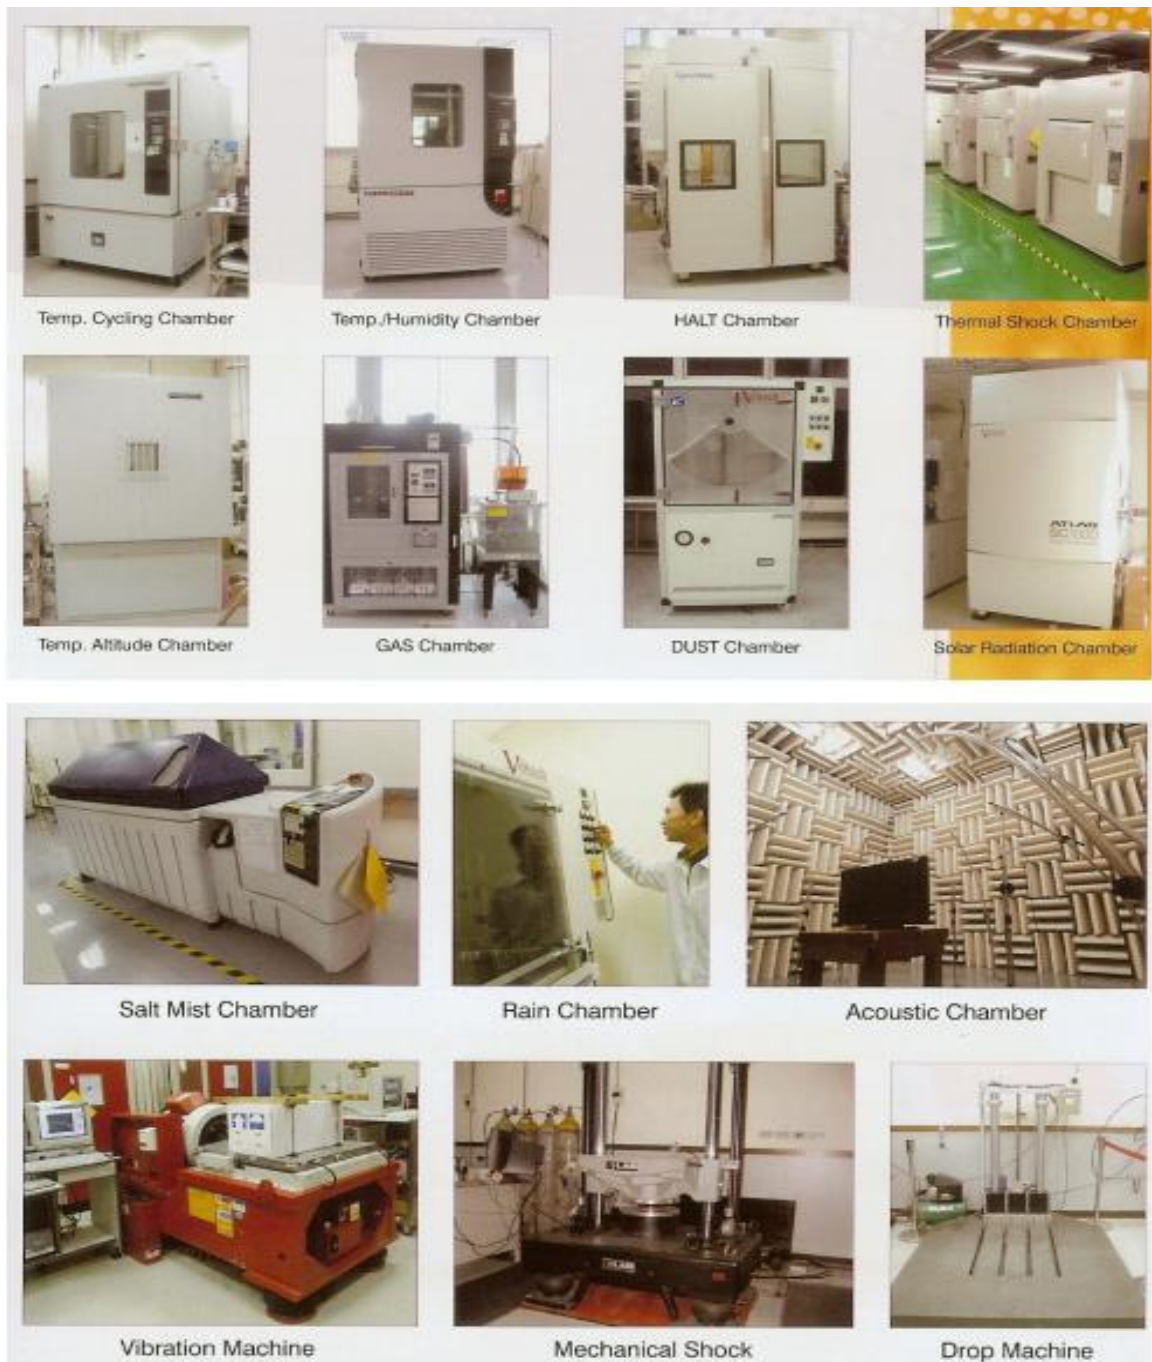 Temp. Cycling Chamber
Temp./Humidity Chamber
HALT Chamber
Thermal Shock Chamber
Temp. Altitude Chamber
GAS Chamber
DUST Chamber
ATLAS
Solar Radiation Chamber
Salt Mist Chamber
Rain Chamber
Acoustic Chamber
Vibration Machine
Mechanical Shock
Drop Machine